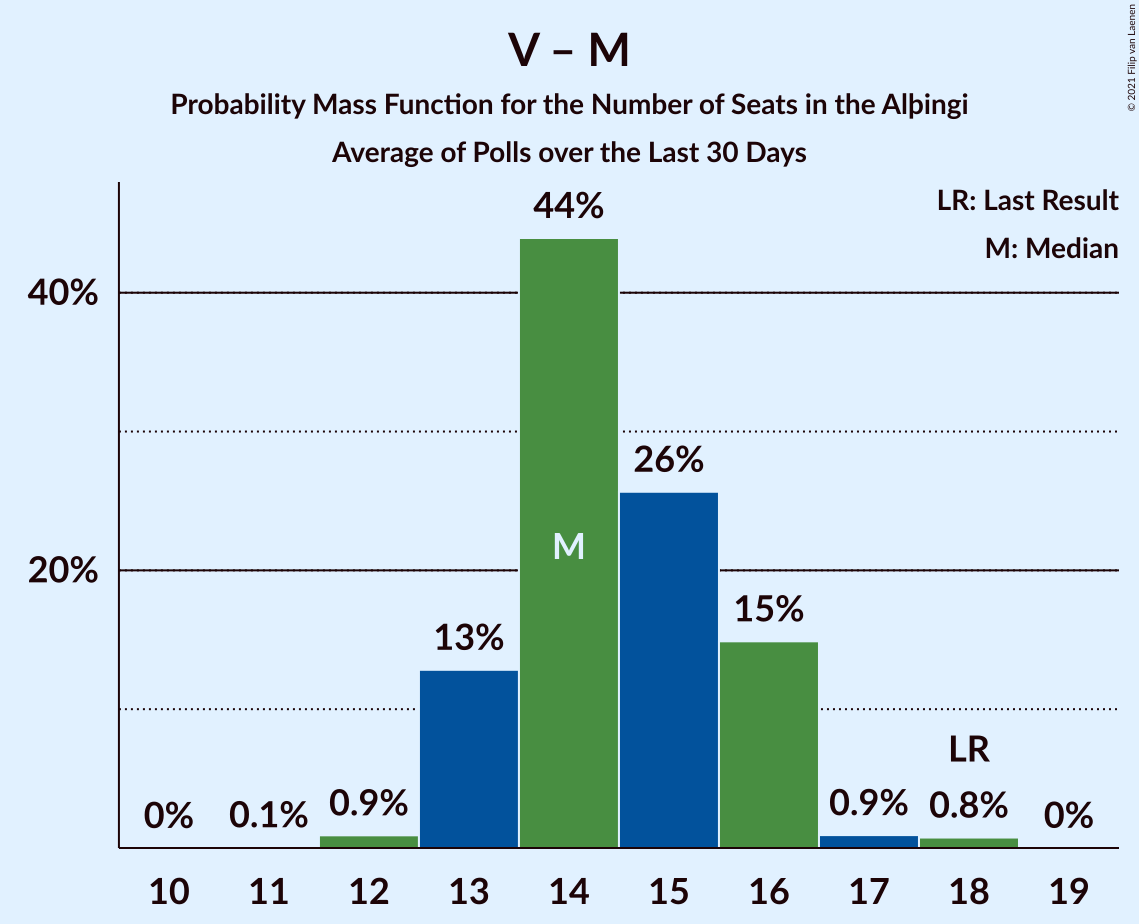 V – M
Probability Mass Function for the Number of Seats in the Alþingi
Average of Polls over the Last 30 Days
© 2021 Filip van Laenen
LR: Last Result
M: Median
44%
40%
26%
M
20%
15%
13%
LR
0%
0.1%
0.9%
0.9%
0.8%
0%
10 11 12 13 14 15 16 17 18 19